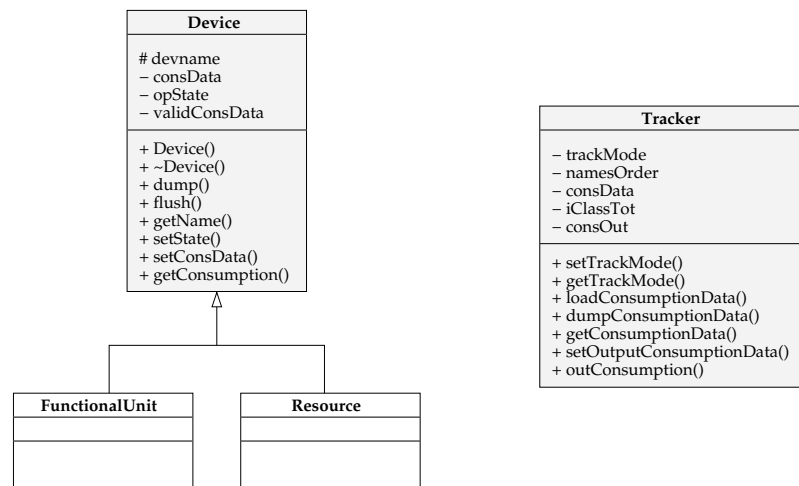 Device
# devname
– consData
– opState
– validConsData
+ Device()
+ ~Device()
+ dump()
+ flush()
+ getName()
+ setState()
+ setConsData()
+ getConsumption()
FunctionalUnit
Resource
Tracker
– trackMode
– namesOrder
– consData
– iClassTot
– consOut
+ setTrackMode()
+ getTrackMode()
+ loadConsumptionData()
+ dumpConsumptionData()
+ getConsumptionData()
+ setOutputConsumptionData()
+ outConsumption()